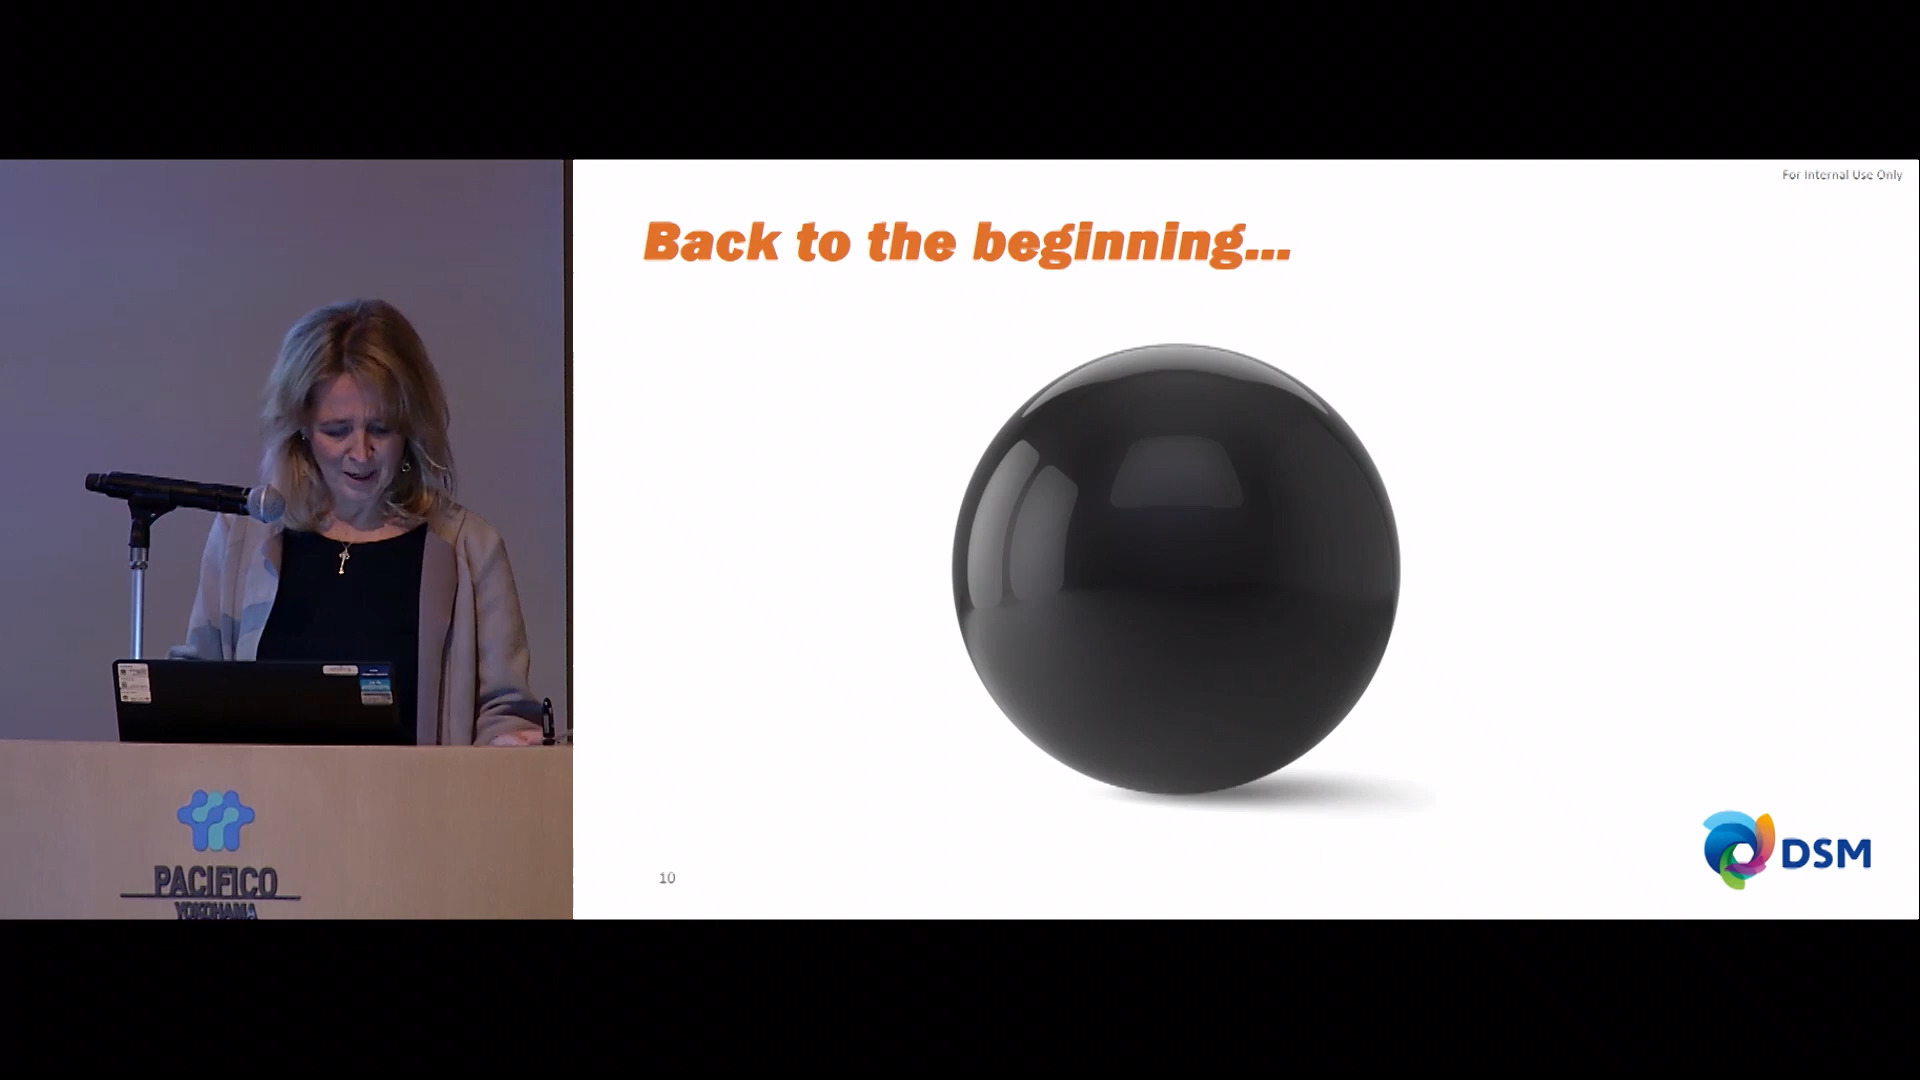 For Internal Use Only
Back to the beginning...
10
DSM
PACIFICO
YOKOHAMA